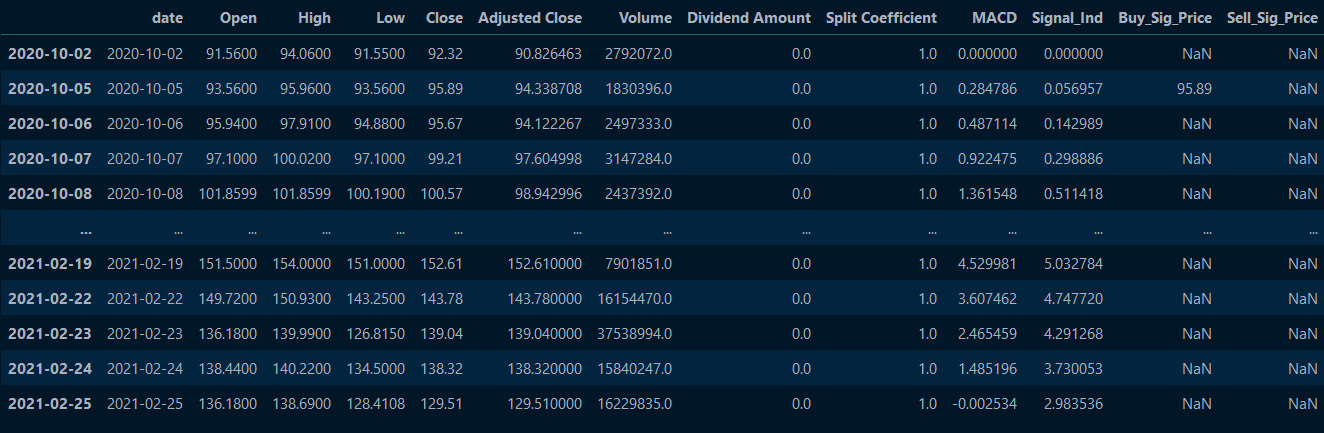 date Open High Low Close Adjusted Close Volume Dividend Amount Split Coefficient MACD Signal_Ind Buy_Sig_Price Sell_Sig_Price
2020-10-02 2020-10-02 91.5600 94.0600 91.5500 92.32 90.826463 2792072.0 0.0 1.0 0.000000 0.000000 NaN NaN
2020-10-05 2020-10-05 93.5600 95.9600 93.5600 95.89 94.338708 1830396.0 0.0 1.0 0.284786 0.056957 95.89 NaN
2020-10-06 2020-10-06 95.9400 97.9100 94.8800 95.67 94.122267 2497333.0 0.0 1.0 0.487114 0.142989 NaN NaN
2020-10-07 2020-10-07 97.1000 100.0200 97.1000 99.21 97.604998 3147284.0 0.0 1.0 0.922475 0.298886 NaN NaN
2020-10-08 2020-10-08 101.8599 101.8599 100.1900 100.57 98.942996 2437392.0 0.0 1.0 1.361548 0.511418 NaN NaN
... ... ... ... ... ... ... ... ... ... ... ... ... ...
2021-02-19 2021-02-19 151.5000 154.0000 151.0000 152.61 152.610000 7901851.0 0.0 1.0 4.529981 5.032784 NaN NaN
2021-02-22 2021-02-22 149.7200 150.9300 143.2500 143.78 143.780000 16154470.0 0.0 1.0 3.607462 4.747720 NaN NaN
2021-02-23 2021-02-23 136.1800 139.9900 126.8150 139.04 139.040000 37538994.0 0.0 1.0 2.465459 4.291268 NaN NaN
2021-02-24 2021-02-24 138.4400 140.2200 134.5000 138.32 138.320000 15840247.0 0.0 1.0 1.485196 3.730053 NaN NaN
2021-02-25 2021-02-25 136.1800 138.6900 128.4108 129.51 129.510000 16229835.0 0.0 1.0 -0.002534 2.983536 NaN NaN